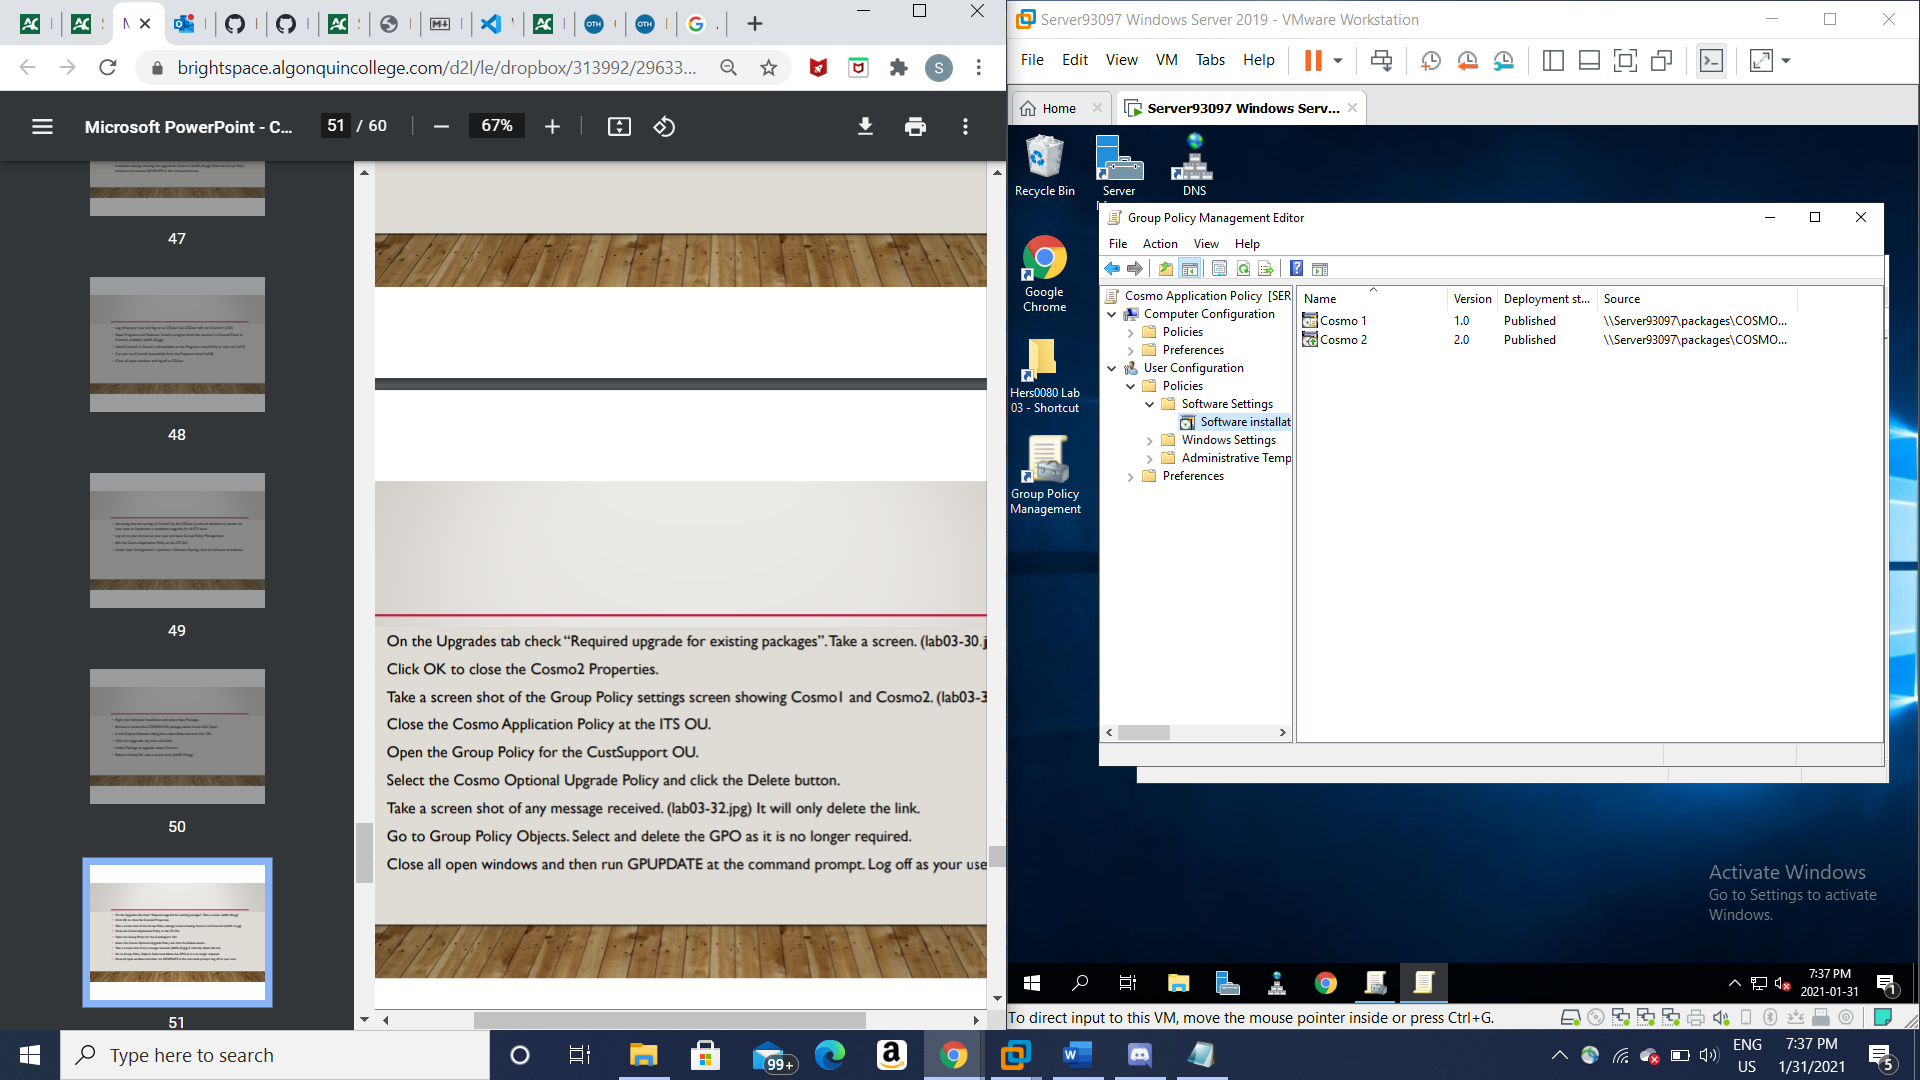 brightspace.algonquincollege.com/d2l/le/dropbox/313992/29633...
S
Microsoft PowerPoint - C...
51 / 60
67%
47
48
49
50
51
On the Upgrades tab check “Required upgrade for existing packages”. Take a screen. (lab03-30.j
Click OK to close the Cosmo2 Properties.
Take a screen shot of the Group Policy settings screen showing Cosmo1 and Cosmo2. (lab03-3
Close the Cosmo Application Policy at the ITS OU.
Open the Group Policy for the CustSupport OU.
Select the Cosmo Optional Upgrade Policy and click the Delete button.
Take a screen shot of any message received. (lab03-32.jpg) It will only delete the link.
Go to Group Policy Objects. Select and delete the GPO as it is no longer required.
Close all open windows and then run GPUPDATE at the command prompt. Log off as your use
Server93097 Windows Server 2019 - VMware Workstation
File Edit View VM Tabs Help
Home
Server93097 Windows Serv...
Recycle Bin
Server
DNS
Google
Chrome
Hers0080 Lab
03 - Shortcut
Group Policy
Management
Group Policy Management Editor
File Action View Help
Cosmo Application Policy [SER
Computer Configuration
Policies
Preferences
User Configuration
Policies
Software Settings
Software installat
Windows Settings
Administrative Temp
Preferences
Name Version Deployment st... Source
Cosmo 1 1.0 Published \\Server93097\packages\COSMO...
Cosmo 2 2.0 Published \\Server93097\packages\COSMO...
Activate Windows
Go to Settings to activate
Windows.
7:37 PM
2021-01-31
1
To direct input to this VM, move the mouse pointer inside or press Ctrl+G.
Type here to search
99+
ENG
US
7:37 PM
1/31/2021
5